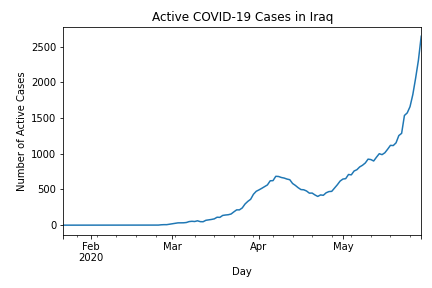 Active COVID-19 Cases in Iraq
Number of Active Cases
2500
2000
1500
1000
500
0
Feb Mar Apr May
2020
Day